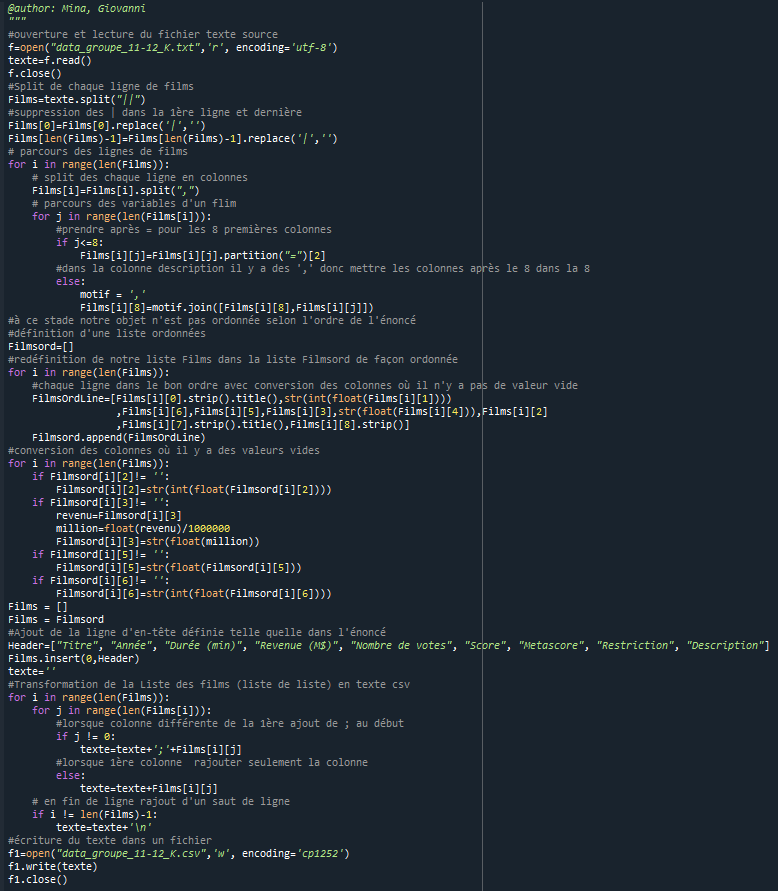 @author: Mina, Giovanni
"""
#ouverture et lecture du fichier texte source
f=open("data_groupe_11-12_K.txt",'r', encoding='utf-8')
texte=f.read()
f.close()
#Split de chaque ligne de films
Films=texte.split("||")
#suppression des | dans la 1ère ligne et dernière
Films[0]=Films[0].replace('|','')
Films[len(Films)-1]=Films[len(Films)-1].replace('|','')
# parcours des lignes de films
for i in range(len(Films)):
    # split des chaque ligne en colonnes
    Films[i]=Films[i].split(",")
    # parcours des variables d'un flim
    for j in range(len(Films[i])):
        #prendre après = pour les 8 premières colonnes
        if j<=8:
            Films[i][j]=Films[i][j].partition("=")[2]
        #dans la colonne description il y a des ',' donc mettre les colonnes après le 8 dans la 8
        else:
            motif = ','
            Films[i][8]=motif.join([Films[i][8],Films[i][j]])
#à ce stade notre objet n'est pas ordonnée selon l'ordre de l'énoncé
#définition d'une liste ordonnées
Filmsord=[]
#redéfinition de notre liste Films dans la liste Filmsord de façon ordonnée
for i in range(len(Films)):
    #chaque ligne dans le bon ordre avec conversion des colonnes où il n'y a pas de valeur vide
    FilmsOrdLine=[Films[i][0].strip().title(),str(int(float(Films[i][1])))
                  ,Films[i][6],Films[i][5],Films[i][3],str(float(Films[i][4])),Films[i][2]
                  ,Films[i][7].strip().title(),Films[i][8].strip()]
    Filmsord.append(FilmsOrdLine)
#conversion des colonnes où il y a des valeurs vides
for i in range(len(Films)):
    if Filmsord[i][2]!= '':
        Filmsord[i][2]=str(int(float(Filmsord[i][2])))
    if Filmsord[i][3]!= '':
        revenu=Filmsord[i][3]
        million=float(revenu)/1000000
        Filmsord[i][3]=str(float(million))
    if Filmsord[i][5]!= '':
        Filmsord[i][5]=str(float(Filmsord[i][5]))
    if Filmsord[i][6]!= '':
        Filmsord[i][6]=str(int(float(Filmsord[i][6])))
Films = []
Films = Filmsord
#Ajout de la ligne d'en-tête définie telle quelle dans l'énoncé
Header=["Titre", "Année", "Durée (min)", "Revenue (M$)", "Nombre de votes", "Score", "Metascore", "Restriction", "Description"]
Films.insert(0,Header)
texte=''
#Transformation de la Liste des films (liste de liste) en texte csv
for i in range(len(Films)):
    for j in range(len(Films[i])):
        #lorsque colonne différente de la 1ère ajout de ; au début
        if j != 0:
            texte=texte+';'+Films[i][j]
        #lorsque 1ère colonne  rajouter seulement la colonne
        else:
            texte=texte+Films[i][j]
    # en fin de ligne rajout d'un saut de ligne
    if i != len(Films)-1:
        texte=texte+'\n'
#écriture du texte dans un fichier
f1=open("data_groupe_11-12_K.csv",'w', encoding='cp1252')
f1.write(texte)
f1.close()